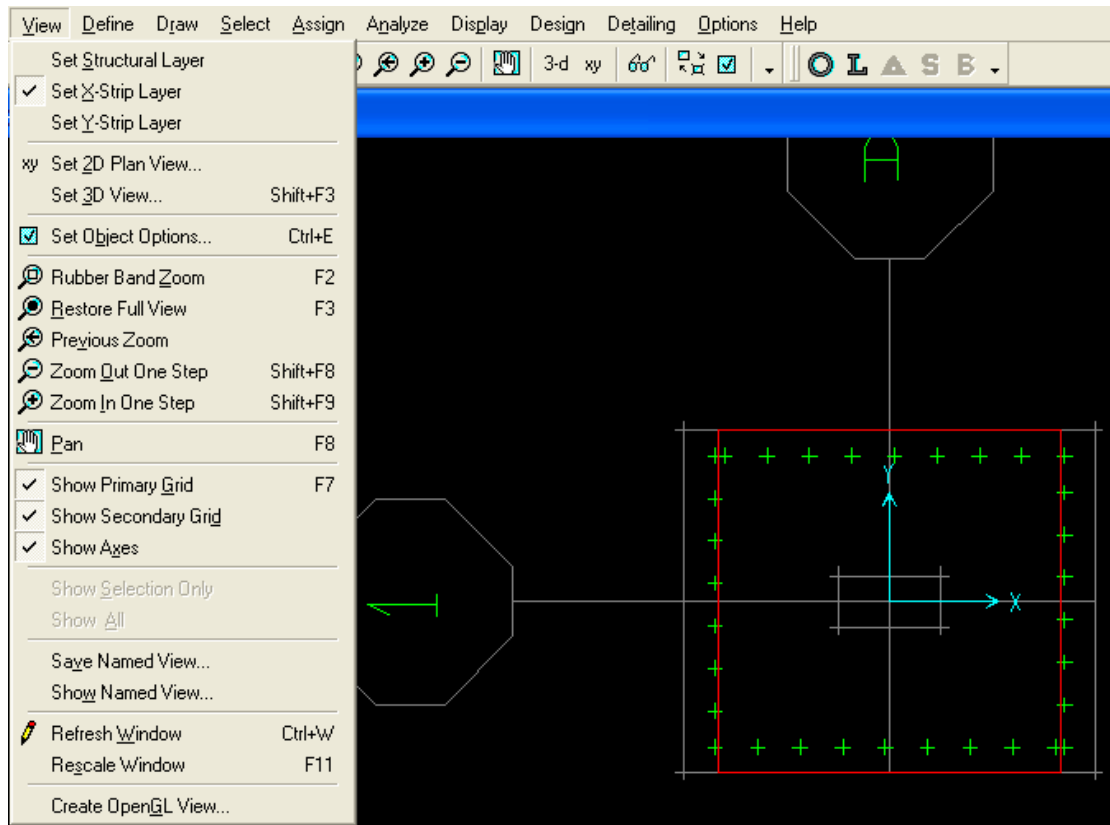 View Define Draw Select Assign Analyze Display Design Detailing Options Help
3-d xy O L A S B
Set Structural Layer
Set X-Strip Layer
Set Y-Strip Layer
xy Set 2D Plan View...
Set 3D View... Shift+F3
Set Object Options... Ctrl+E
Rubber Band Zoom F2
Restore Full View F3
Previous Zoom
Zoom Out One Step Shift+F8
Zoom In One Step Shift+F9
Pan F8
Show Primary Grid F7
Show Secondary Grid
Show Axes
Show Selection Only
Show All
Save Named View...
Show Named View...
Refresh Window Ctrl+W
Rescale Window F11
Create OpenGL View...
A
Y
1
X